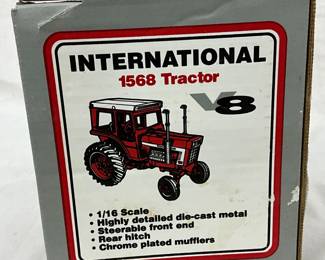 INTERNATIONAL
1568 Tractor
V8
• 1/16 Scale
• Highly detailed die-cast metal
• Steerable front end
• Rear hitch
• Chrome plated mufflers